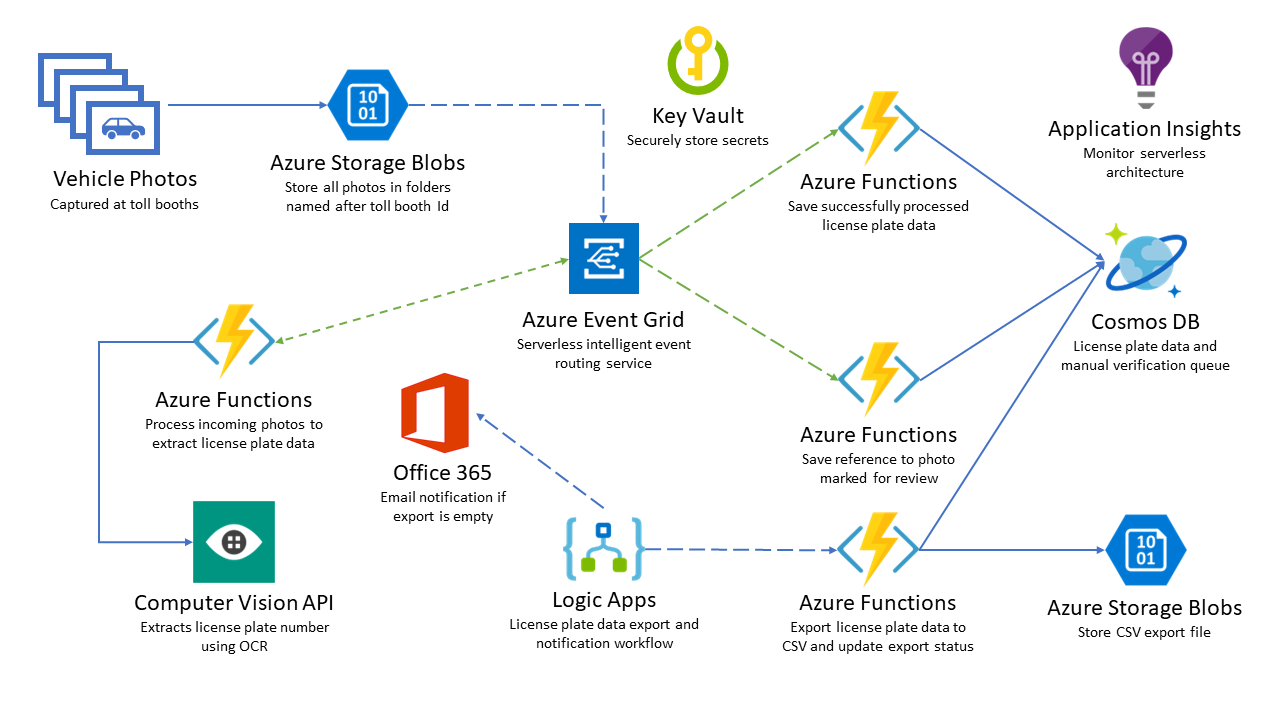 Vehicle Photos
Captured at toll booths
10
01
Azure Storage Blobs
Store all photos in folders
named after toll booth Id
Key Vault
Securely store secrets
Azure Functions
Save successfully processed
license plate data
Application Insights
Monitor serverless
architecture
Azure Event Grid
Serverless intelligent event
routing service
Cosmos DB
License plate data and
manual verification queue
Azure Functions
Process incoming photos to
extract license plate data
Office 365
Email notification if
export is empty
Azure Functions
Save reference to photo
marked for review
Computer Vision API
Extracts license plate number
using OCR
Logic Apps
License plate data export and
notification workflow
Azure Functions
Export license plate data to
CSV and update export status
10
01
Azure Storage Blobs
Store CSV export file